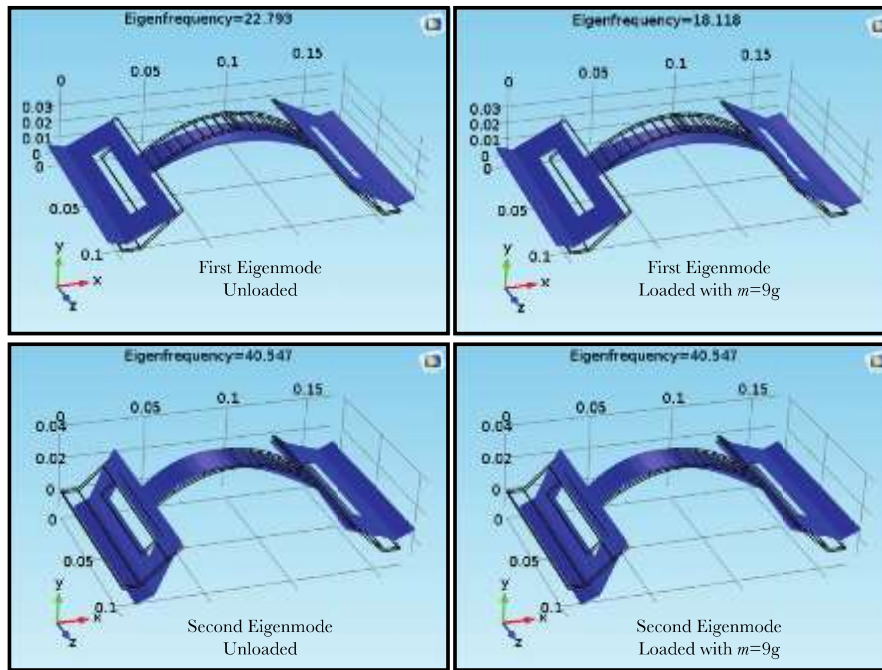 Eigenfrequency=22.793
0
0.05
0.1
0.15
0.03
0.02
0.01
0
0
0.05
0.1
y
x
z
First Eigenmode
Unloaded
Eigenfrequency=18.118
0
0.05
0.1
0.15
0.03
0.02
0.01
0
0
0.05
0.1
y
x
z
First Eigenmode
Loaded with m=9g
Eigenfrequency=40.547
0
0.05
0.1
0.15
0.04
0.02
0
0
0.05
0.1
y
x
z
Second Eigenmode
Unloaded
Eigenfrequency=40.547
0
0.05
0.1
0.15
0.04
0.02
0
0
0.05
0.1
y
x
z
Second Eigenmode
Loaded with m=9g